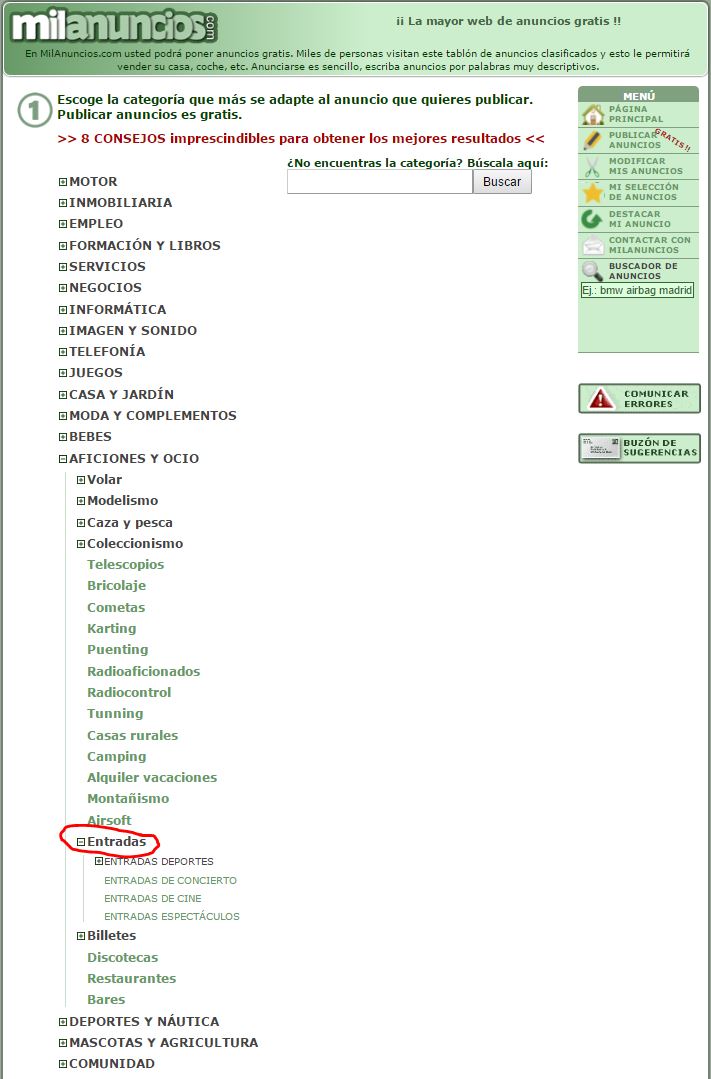 milanuncios.com
¡¡ La mayor web de anuncios gratis !!
En MilAnuncios.com usted podrá poner anuncios gratis. Miles de personas visitan este tablón de anuncios clasificados y esto le permitirá
vender su casa, coche, etc. Anunciarse es sencillo, escriba anuncios por palabras muy descriptivos.
1
Escoge la categoría que más se adapte al anuncio que quieres publicar.
Publicar anuncios es gratis.
>> 8 CONSEJOS imprescindibles para obtener los mejores resultados <<
¿No encuentras la categoría? Búscala aquí:
Buscar
MOTOR
INMOBILIARIA
EMPLEO
FORMACIÓN Y LIBROS
SERVICIOS
NEGOCIOS
INFORMÁTICA
IMAGEN Y SONIDO
TELEFONÍA
JUEGOS
CASA Y JARDÍN
MODA Y COMPLEMENTOS
BEBES
AFICIONES Y OCIO
Volar
Modelismo
Caza y pesca
Coleccionismo
Telescopios
Bricolaje
Cometas
Karting
Puenting
Radioaficionados
Radiocontrol
Tunning
Casas rurales
Camping
Alquiler vacaciones
Montañismo
Airsoft
Entradas
ENTRADAS DEPORTES
ENTRADAS DE CONCIERTO
ENTRADAS DE CINE
ENTRADAS ESPECTÁCULOS
Billetes
Discotecas
Restaurantes
Bares
DEPORTES Y NÁUTICA
MASCOTAS Y AGRICULTURA
COMUNIDAD
MENÚ
PÁGINA
PRINCIPAL
PUBLICAR
ANUNCIOS
GRATIS!!
MODIFICAR
MIS ANUNCIOS
MI SELECCIÓN
DE ANUNCIOS
DESTACAR
MI ANUNCIO
CONTACTAR CON
MILANUNCIOS
BUSCADOR DE
ANUNCIOS
Ej.: bmw airbag madrid
COMUNICAR
ERRORES
BUZÓN DE
SUGERENCIAS